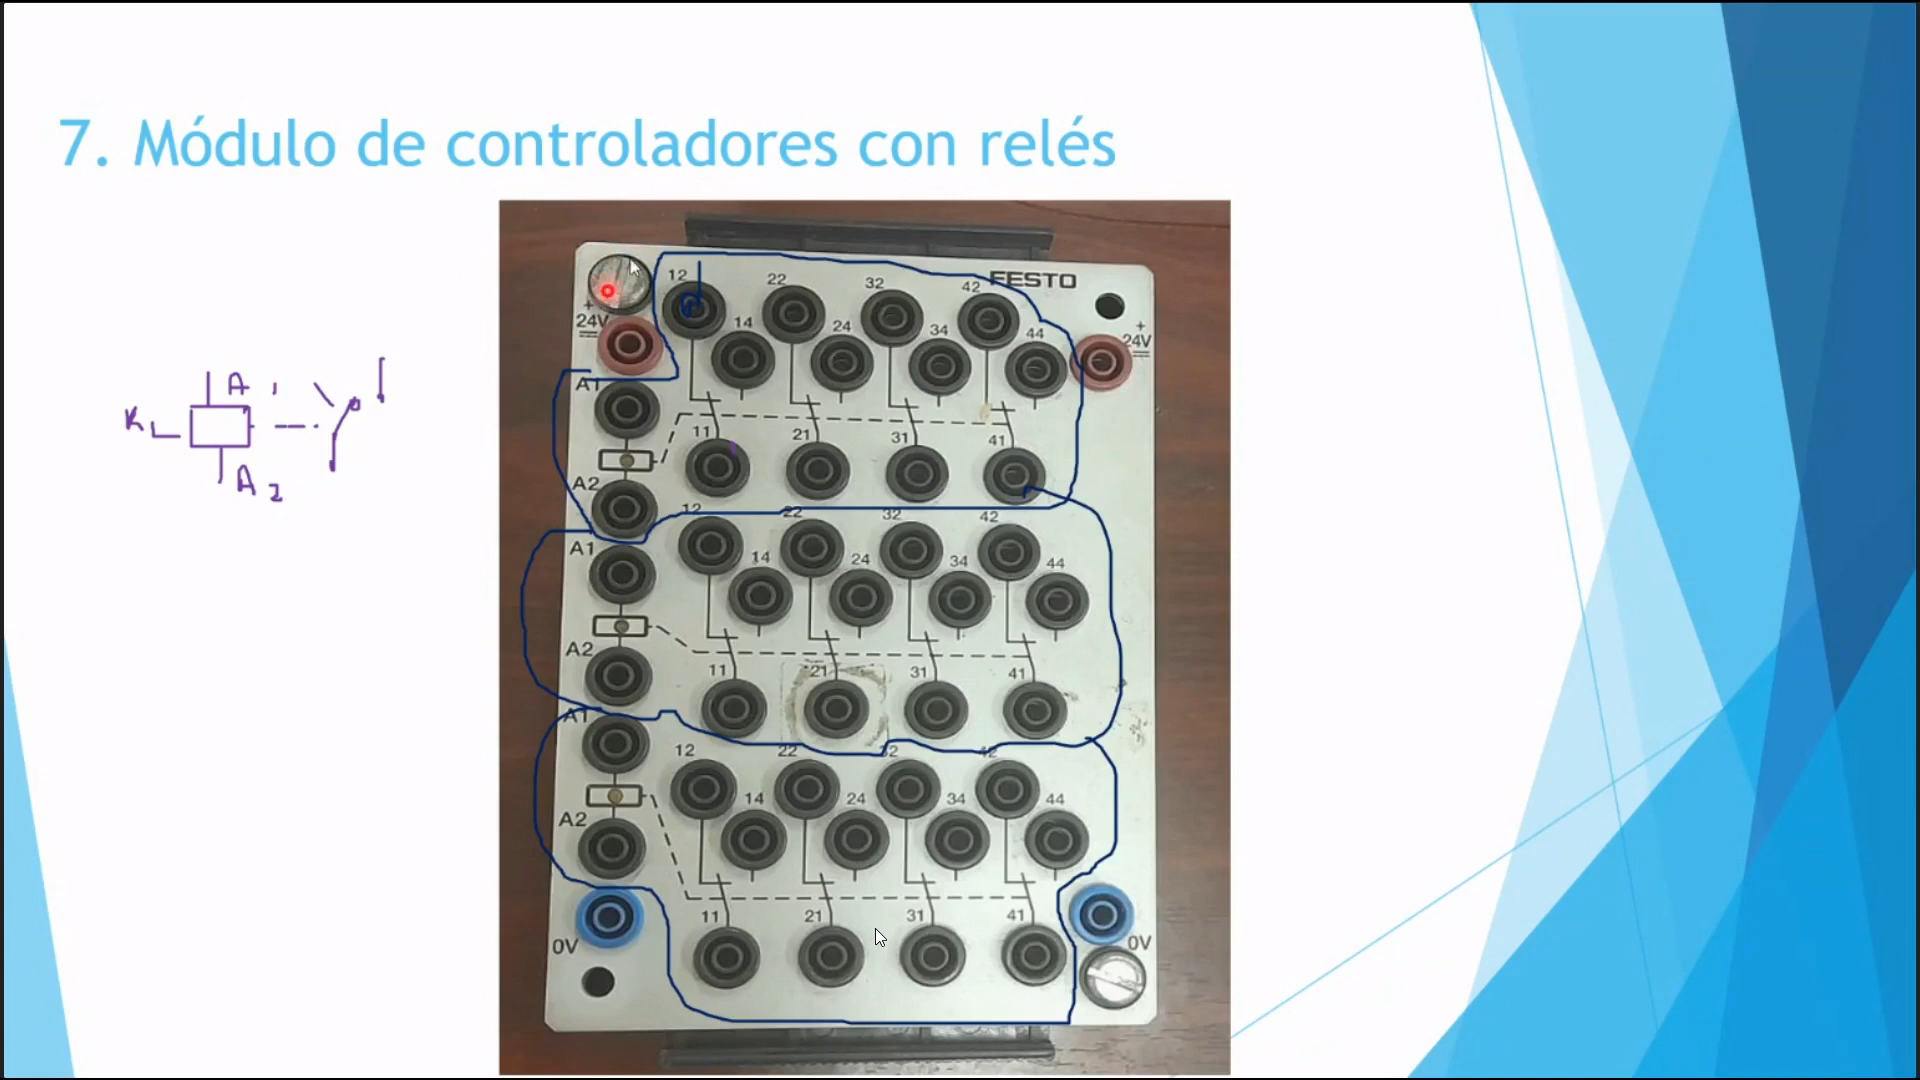 7. Módulo de controladores con relés
FESTO
12 22 32 42
14 24 34 44
+ 24V
+ 24V
A1
11 21 31 41
A2
12 22 32 42
14 24 34 44
A1
A2
11 21 31 41
A1
12 22 32 42
14 24 34 44
A2
11 21 31 41
0V
0V
A1
K1
A2